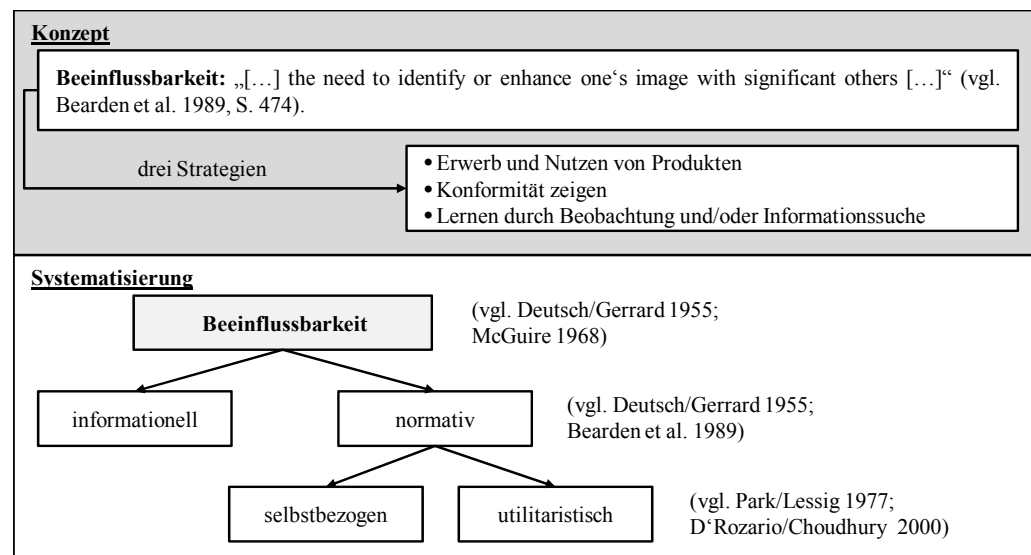 Konzept
Beeinflussbarkeit: „[…] the need to identify or enhance one‘s image with significant others […]“ (vgl.
Bearden et al. 1989, S. 474).
drei Strategien
• Erwerb und Nutzen von Produkten
• Konformität zeigen
• Lernen durch Beobachtung und/oder Informationssuche
Systematisierung
Beeinflussbarkeit
(vgl. Deutsch/Gerrard 1955;
McGuire 1968)
informationell
normativ
(vgl. Deutsch/Gerrard 1955;
Bearden et al. 1989)
selbstbezogen
utilitaristisch
(vgl. Park/Lessig 1977;
D‘Rozario/Choudhury 2000)